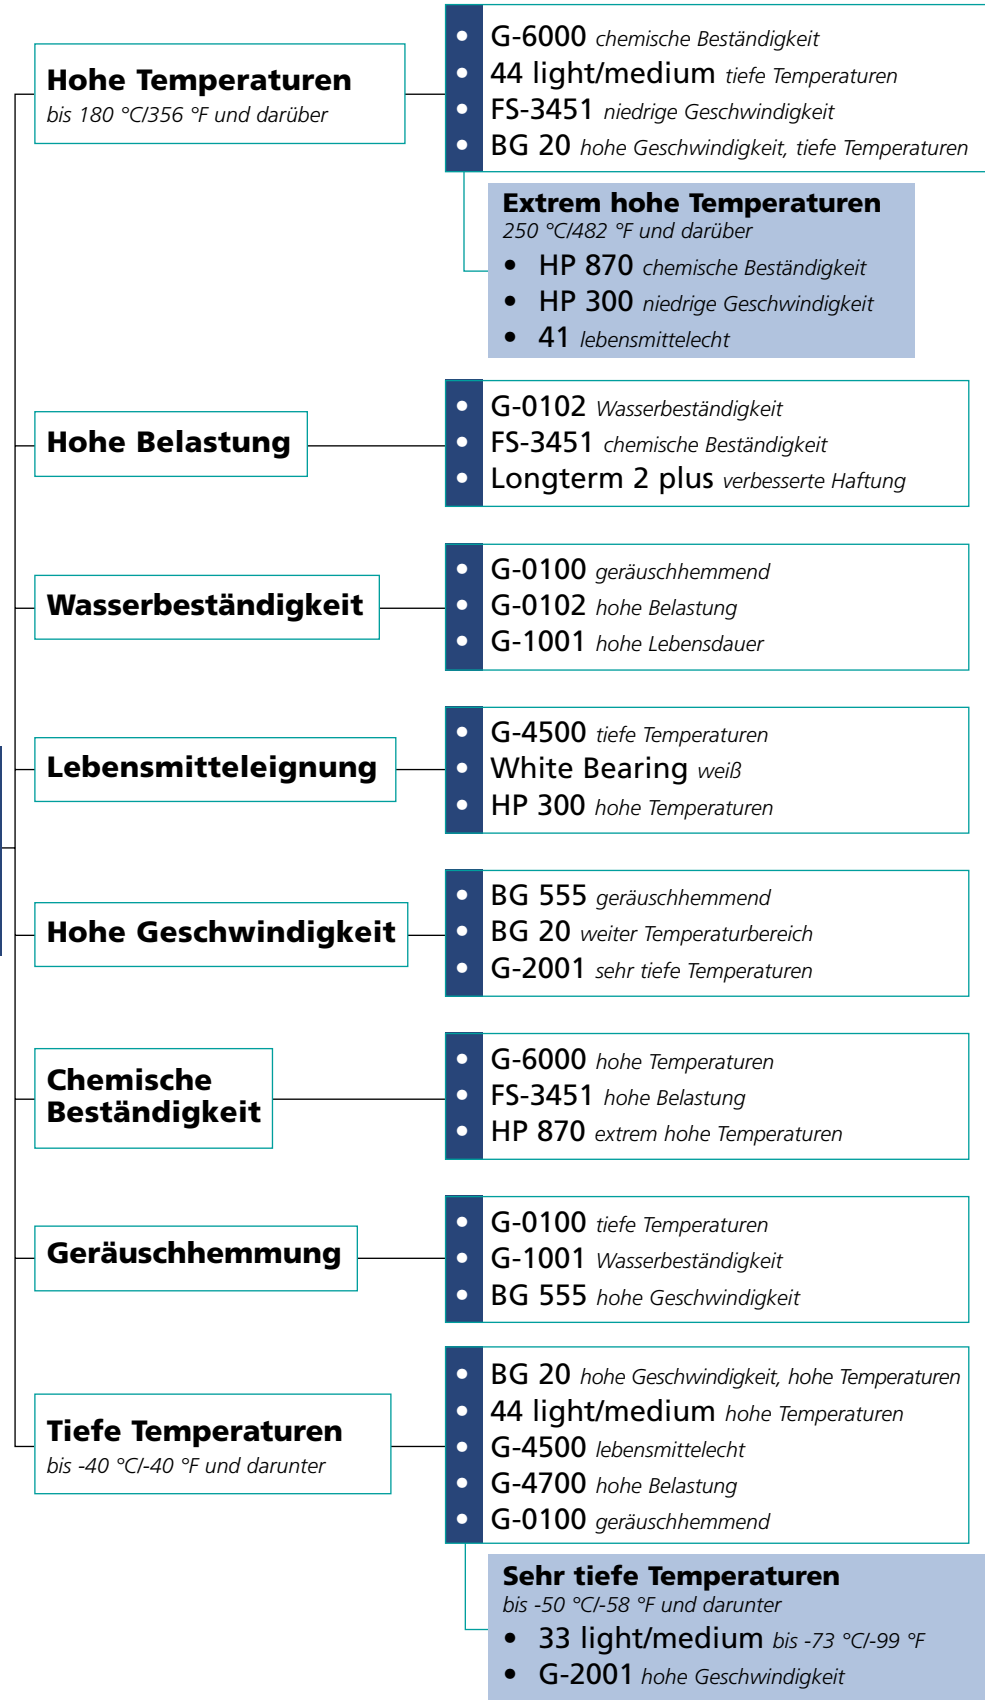 Hohe Temperaturen
bis 180 °C/356 °F und darüber
• G-6000 chemische Beständigkeit
• 44 light/medium tiefe Temperaturen
• FS-3451 niedrige Geschwindigkeit
• BG 20 hohe Geschwindigkeit, tiefe Temperaturen
Extrem hohe Temperaturen
250 °C/482 °F und darüber
• HP 870 chemische Beständigkeit
• HP 300 niedrige Geschwindigkeit
• 41 lebensmittelecht
Hohe Belastung
• G-0102 Wasserbeständigkeit
• FS-3451 chemische Beständigkeit
• Longterm 2 plus verbesserte Haftung
Wasserbeständigkeit
• G-0100 geräuschhemmend
• G-0102 hohe Belastung
• G-1001 hohe Lebensdauer
Lebensmitteleignung
• G-4500 tiefe Temperaturen
• White Bearing weiß
• HP 300 hohe Temperaturen
Hohe Geschwindigkeit
• BG 555 geräuschhemmend
• BG 20 weiter Temperaturbereich
• G-2001 sehr tiefe Temperaturen
Chemische
Beständigkeit
• G-6000 hohe Temperaturen
• FS-3451 hohe Belastung
• HP 870 extrem hohe Temperaturen
Geräuschhemmung
• G-0100 tiefe Temperaturen
• G-1001 Wasserbeständigkeit
• BG 555 hohe Geschwindigkeit
Tiefe Temperaturen
bis -40 °C/-40 °F und darunter
• BG 20 hohe Geschwindigkeit, hohe Temperaturen
• 44 light/medium hohe Temperaturen
• G-4500 lebensmittelecht
• G-4700 hohe Belastung
• G-0100 geräuschhemmend
Sehr tiefe Temperaturen
bis -50 °C/-58 °F und darunter
• 33 light/medium bis -73 °C/-99 °F
• G-2001 hohe Geschwindigkeit